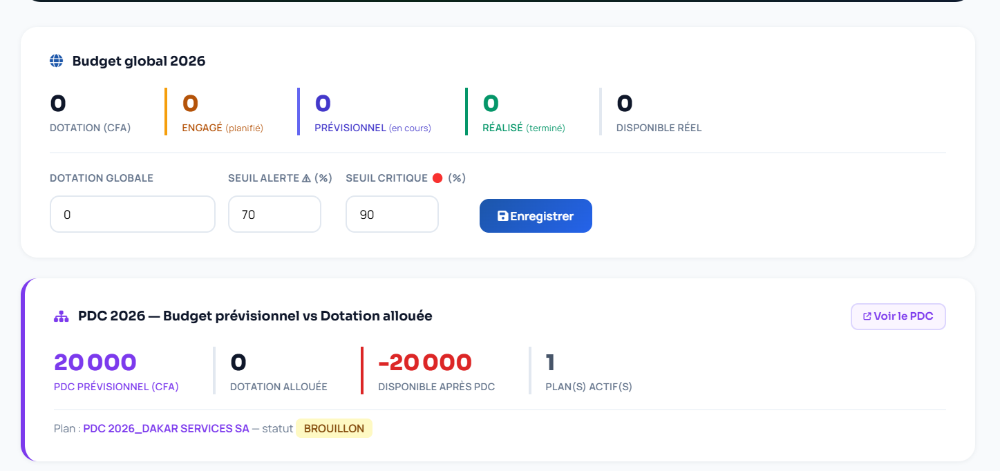 Budget global 2026
0 0 0 0 0
DOTATION (CFA) ENGAGÉ (planifié) PRÉVISIONNEL (en cours) RÉALISÉ (terminé) DISPONIBLE RÉEL
DOTATION GLOBALE SEUIL ALERTE ⚠ (%) SEUIL CRITIQUE 🔴 (%)
0 70 90 Enregistrer
PDC 2026 — Budget prévisionnel vs Dotation allouée Voir le PDC
20 000 0 -20 000 1
PDC PRÉVISIONNEL (CFA) DOTATION ALLOUÉE DISPONIBLE APRÈS PDC PLAN(S) ACTIF(S)
Plan : PDC 2026_DAKAR SERVICES SA — statut BROUILLON